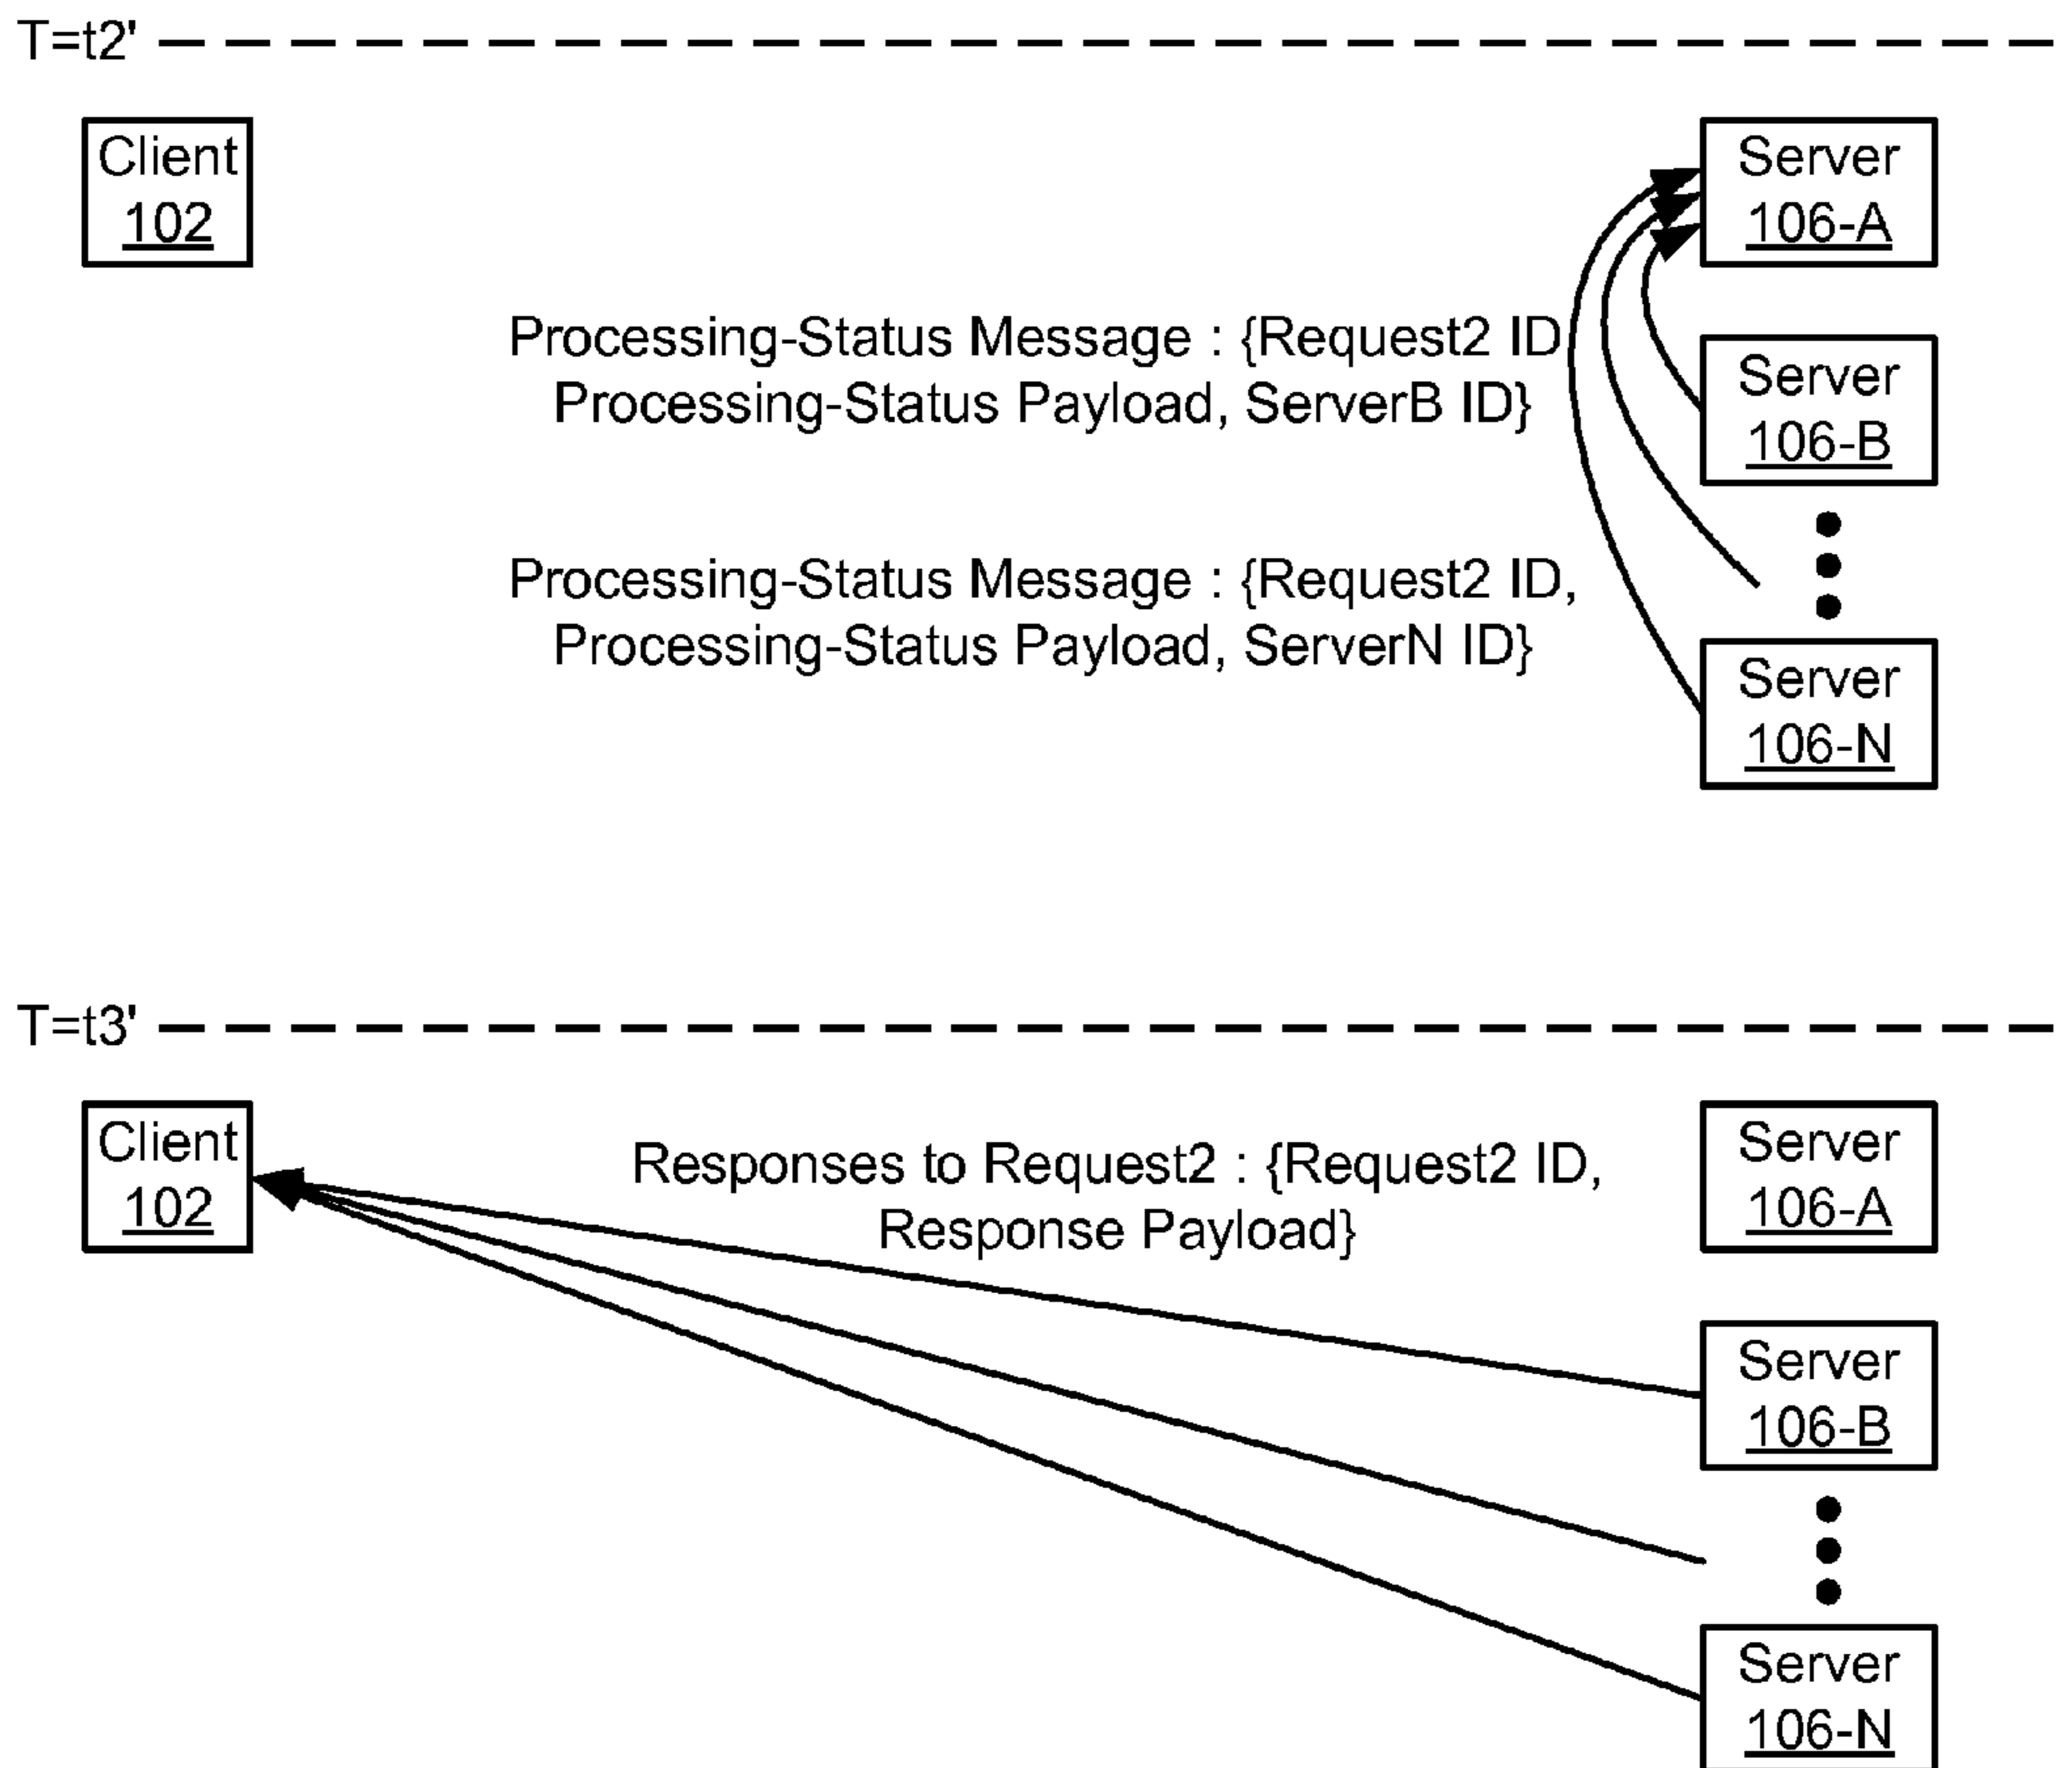 T=t2'
Client
102
Server
106-A
Processing-Status Message : {Request2 ID
Processing-Status Payload, ServerB ID}
Server
106-B
Processing-Status Message : {Request2 ID,
Processing-Status Payload, ServerN ID}
Server
106-N
T=t3'
Client
102
Responses to Request2 : {Request2 ID,
Response Payload}
Server
106-A
Server
106-B
Server
106-N